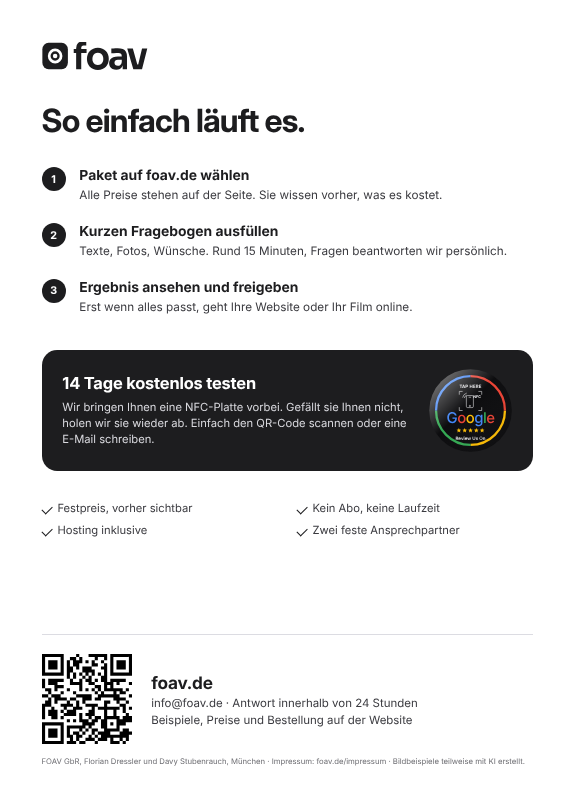 foav
So einfach läuft es.
1
Paket auf foav.de wählen
Alle Preise stehen auf der Seite. Sie wissen vorher, was es kostet.
2
Kurzen Fragebogen ausfüllen
Texte, Fotos, Wünsche. Rund 15 Minuten, Fragen beantworten wir persönlich.
3
Ergebnis ansehen und freigeben
Erst wenn alles passt, geht Ihre Website oder Ihr Film online.
14 Tage kostenlos testen
Wir bringen Ihnen eine NFC-Platte vorbei. Gefällt sie Ihnen nicht,
holen wir sie wieder ab. Einfach den QR-Code scannen oder eine
E-Mail schreiben.
TAP HERE
NFC
Google
Review Us On
Festpreis, vorher sichtbar
Kein Abo, keine Laufzeit
Hosting inklusive
Zwei feste Ansprechpartner
foav.de
info@foav.de · Antwort innerhalb von 24 Stunden
Beispiele, Preise und Bestellung auf der Website
FOAV GbR, Florian Dressler und Davy Stubenrauch, München · Impressum: foav.de/impressum · Bildbeispiele teilweise mit KI erstellt.